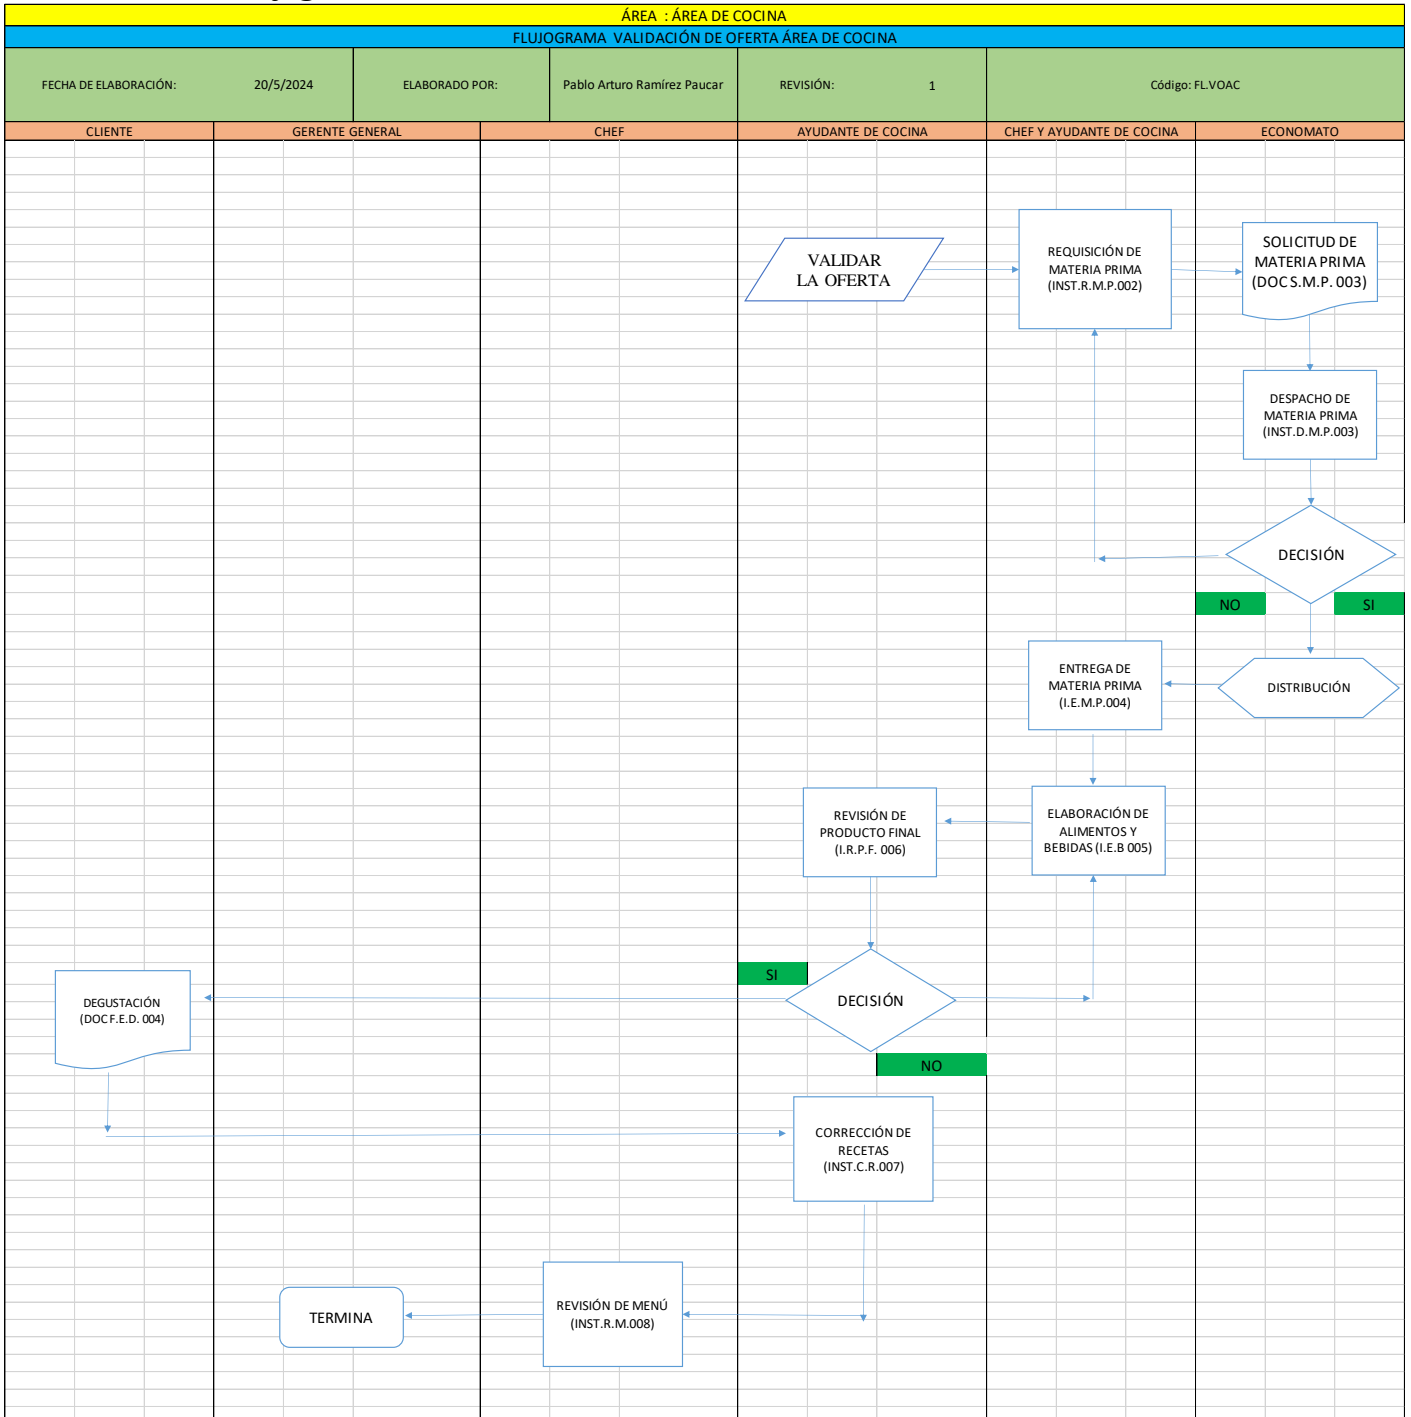 ÁREA : ÁREA DE COCINA
FLUJOGRAMA VALIDACIÓN DE OFERTA ÁREA DE COCINA
FECHA DE ELABORACIÓN: 20/5/2024 ELABORADO POR: Pablo Arturo Ramírez Paucar REVISIÓN: 1 Código: FL.VOAC
CLIENTE GERENTE GENERAL CHEF AYUDANTE DE COCINA CHEF Y AYUDANTE DE COCINA ECONOMATO
VALIDAR
LA OFERTA
REQUISICIÓN DE
MATERIA PRIMA
(INST.R.M.P.002)
SOLICITUD DE
MATERIA PRIMA
(DOC S.M.P. 003)
DESPACHO DE
MATERIA PRIMA
(INST.D.M.P.003)
DECISIÓN
NO SI
ENTREGA DE
MATERIA PRIMA
(I.E.M.P.004)
DISTRIBUCIÓN
REVISIÓN DE
PRODUCTO FINAL
(I.R.P.F. 006)
ELABORACIÓN DE
ALIMENTOS Y
BEBIDAS (I.E.B 005)
SI
DECISIÓN
DEGUSTACIÓN
(DOC F.E.D. 004)
NO
CORRECCIÓN DE
RECETAS
(INST.C.R.007)
TERMINA
REVISIÓN DE MENÚ
(INST.R.M.008)